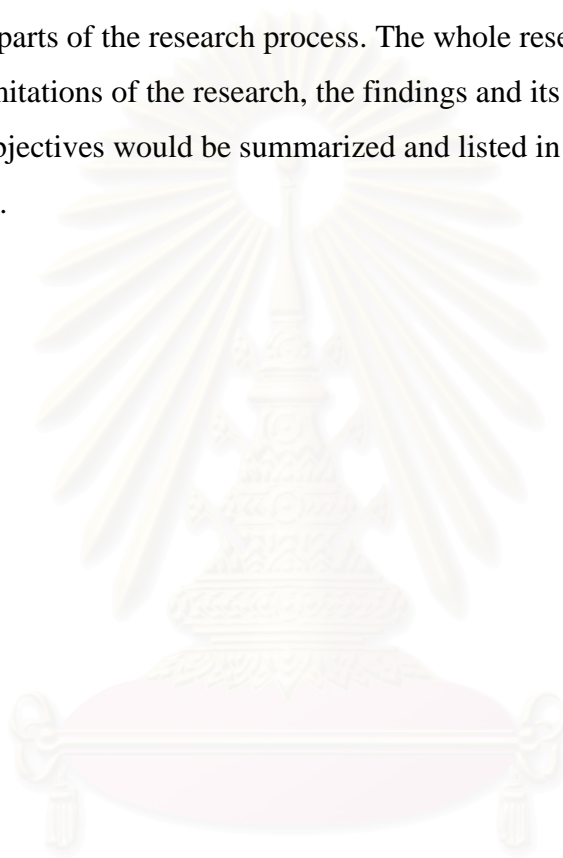 parts of the research process. The whole rese
nitations of the research, the findings and its
ojectives would be summarized and listed in
.